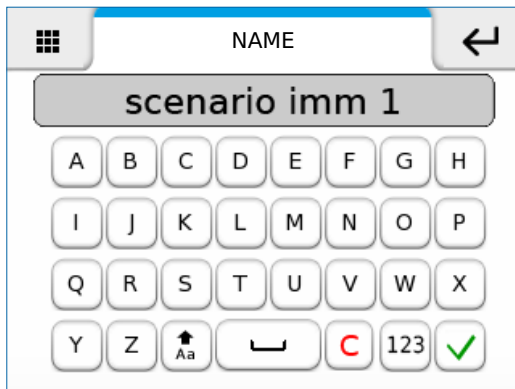 NAME
scenario imm 1
A B C D E F G H
I J K L M N O P
Q R S T U V W X
Y Z Aa C 123